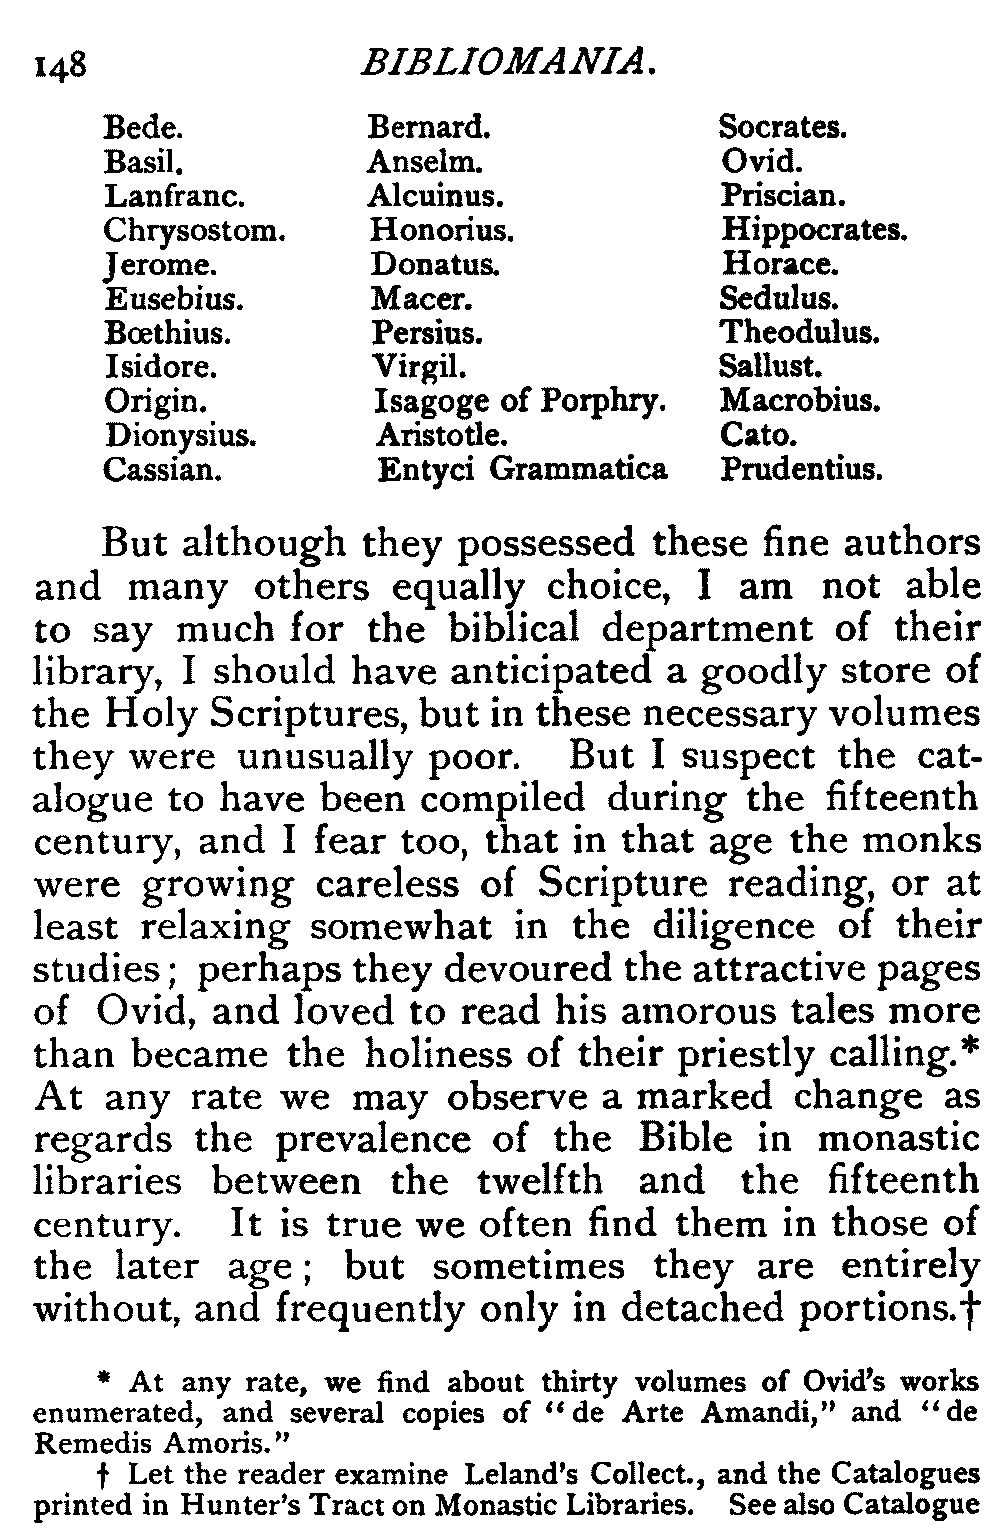 148 BIBLIOMANIA.
Bede. Bernard. Socrates.
Basil. Anselm. Ovid.
Lanfranc. Alcuinus. Priscian.
Chrysostom. Honorius. Hippocrates.
Jerome. Donatus. Horace.
Eusebius. Macer. Sedulus.
Bœthius. Persius. Theodulus.
Isidore. Virgil. Sallust.
Origin. Isagoge of Porphry. Macrobius.
Dionysius. Aristotle. Cato.
Cassian. Entyci Grammatica Prudentius.
But although they possessed these fine authors
and many others equally choice, I am not able
to say much for the biblical department of their
library, I should have anticipated a goodly store of
the Holy Scriptures, but in these necessary volumes
they were unusually poor. But I suspect the cat-
alogue to have been compiled during the fifteenth
century, and I fear too, that in that age the monks
were growing careless of Scripture reading, or at
least relaxing somewhat in the diligence of their
studies; perhaps they devoured the attractive pages
of Ovid, and loved to read his amorous tales more
than became the holiness of their priestly calling.*
At any rate we may observe a marked change as
regards the prevalence of the Bible in monastic
libraries between the twelfth and the fifteenth
century. It is true we often find them in those of
the later age; but sometimes they are entirely
without, and frequently only in detached portions.†
* At any rate, we find about thirty volumes of Ovid's works
enumerated, and several copies of "de Arte Amandi," and "de
Remedis Amoris."
† Let the reader examine Leland's Collect., and the Catalogues
printed in Hunter's Tract on Monastic Libraries. See also Catalogue